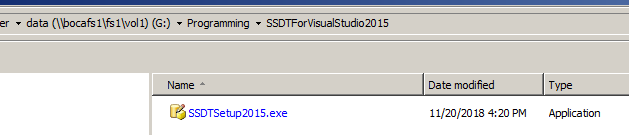 er ▾ data (\\bocafs1\fs1\vol1) (G:) ▾ Programming ▾ SSDTForVisualStudio2015
Name Date modified Type
SSDTSetup2015.exe 11/20/2018 4:20 PM Application